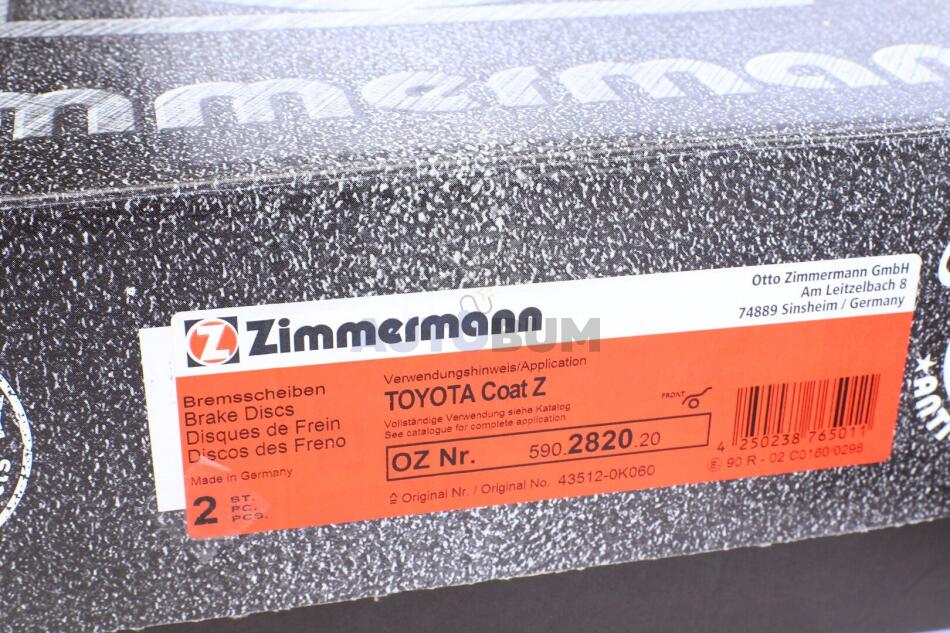 mmermann
Z Zimmermann
Otto Zimmermann GmbH
Am Leitzelbach 8
74889 Sinsheim / Germany
AUTOBUM
Bremsscheiben
Brake Discs
Disques de Frein
Discos des Freno
Made in Germany
2 ST.
PC.
PCS.
Verwendungshinweis/Application
TOYOTA Coat Z
Vollständige Verwendung siehe Katalog
See catalogue for complete application
FRONT
OZ Nr. 590.2820.20
≙ Original Nr. / Original No. 43512-0K060
4 250238 765011
E1 90 R - 02 C0160/0298